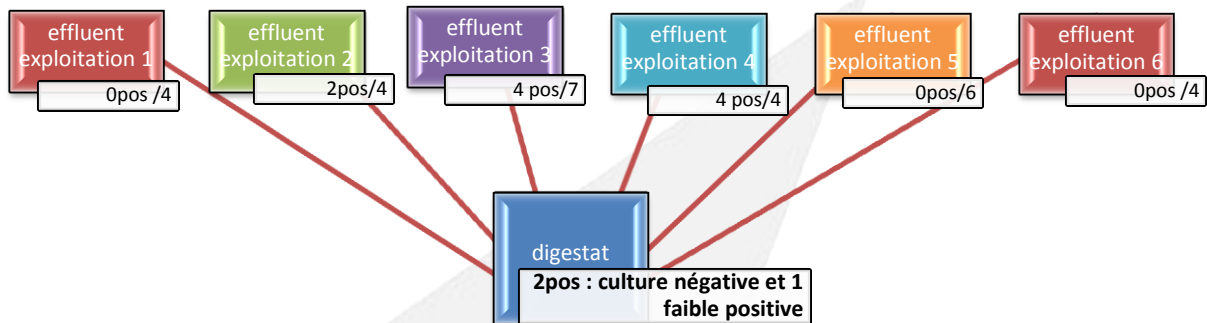 effluent
exploitation 1
0pos /4
effluent
exploitation 2
2pos/4
effluent
exploitation 3
4 pos/7
effluent
exploitation 4
4 pos/4
effluent
exploitation 5
0pos/6
effluent
exploitation 6
0pos /4
digestat
2pos : culture négative et 1
faible positive